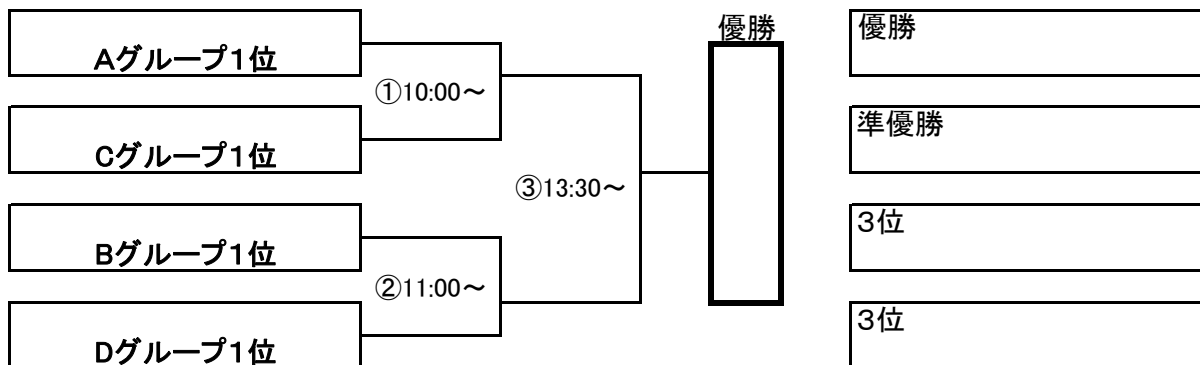 優勝
優勝
Aグループ1位
①10:00~
準優勝
Cグループ1位
③13:30~
3位
Bグループ1位
②11:00~
3位
Dグループ1位